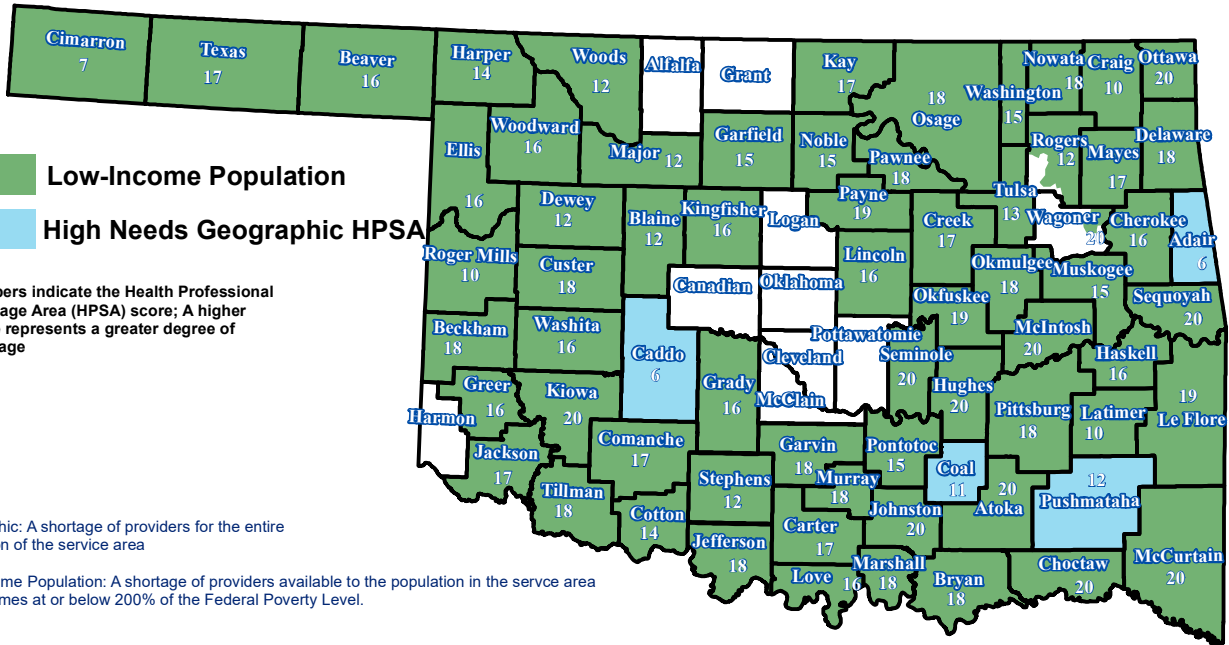 Cimarron
7
Texas
17
Beaver
16
Harper
14
Woods
12
Alfalfa
Grant
Kay
17
18
Osage
Washington
15
Nowata
18
Craig
10
Ottawa
20
Ellis
16
Woodward
16
Major 12
Garfield
15
Noble
15
Pawnee
18
Rogers
12
Mayes
17
Delaware
18
Low-Income Population
High Needs Geographic HPSA
Dewey
12
Blaine
12
Kingfisher
16
Logan
Payne
19
Creek
17
Tulsa
13
Wagoner
20
Cherokee
16
Adair
6
Roger Mills
10
Custer
18
Canadian
Oklahoma
Lincoln
16
Okmulgee
18
Muskogee
15
Sequoyah
20
bers indicate the Health Professional
age Area (HPSA) score; A higher
e represents a greater degree of
age
Beckham
18
Washita
16
Caddo
6
Grady
16
Cleveland
McClain
Pottawatomie
Seminole
20
Okfuskee
19
McIntosh
20
Haskell
16
19
Le Flore
Harmon
Greer
16
Kiowa
20
Hughes
20
Pittsburg
18
Latimer
10
Jackson
17
Comanche
17
Garvin
18
Pontotoc
15
Coal
11
12
Pushmataha
Tillman
18
Cotton
14
Stephens
12
Murray
18
Johnston
20
20
Atoka
Jefferson
18
Carter
17
Love 16
Marshall
18
Bryan
18
Choctaw
20
McCurtain
20
hic: A shortage of providers for the entire
on of the service area
me Population: A shortage of providers available to the population in the servce area
mes at or below 200% of the Federal Poverty Level.